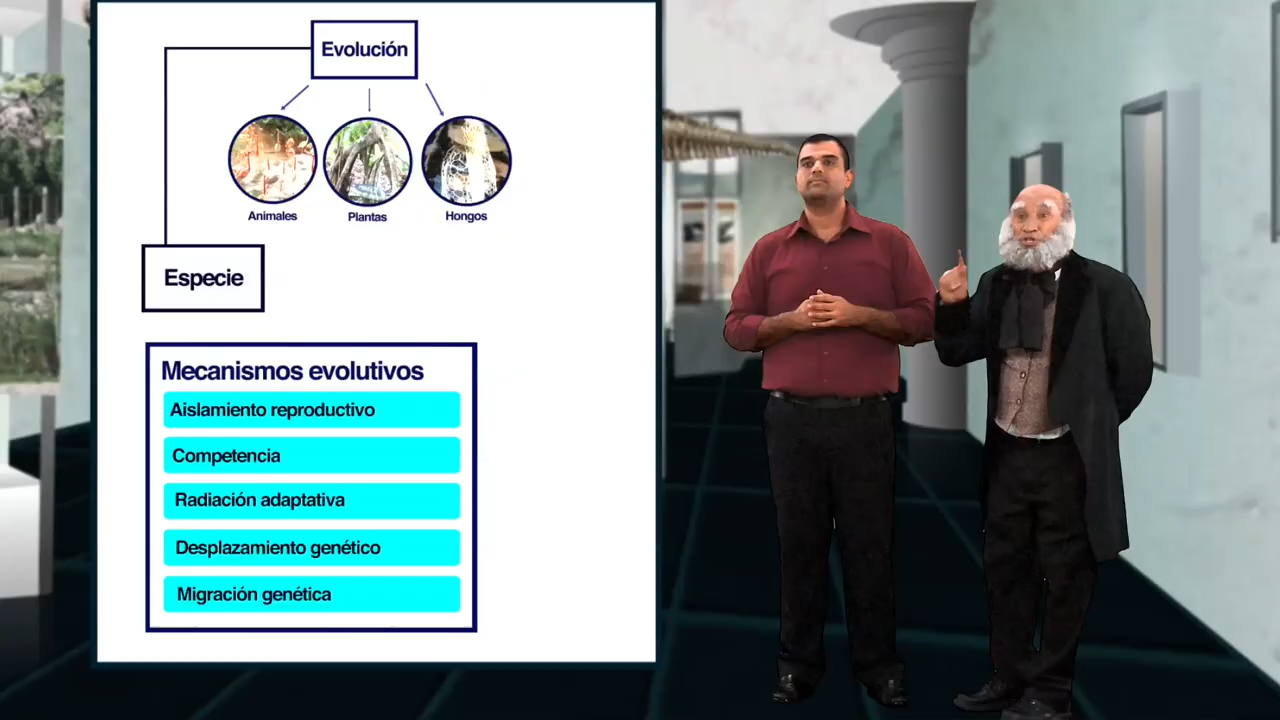 Evolución
Animales
Plantas
Hongos
Especie
Mecanismos evolutivos
Aislamiento reproductivo
Competencia
Radiación adaptativa
Desplazamiento genético
Migración genética